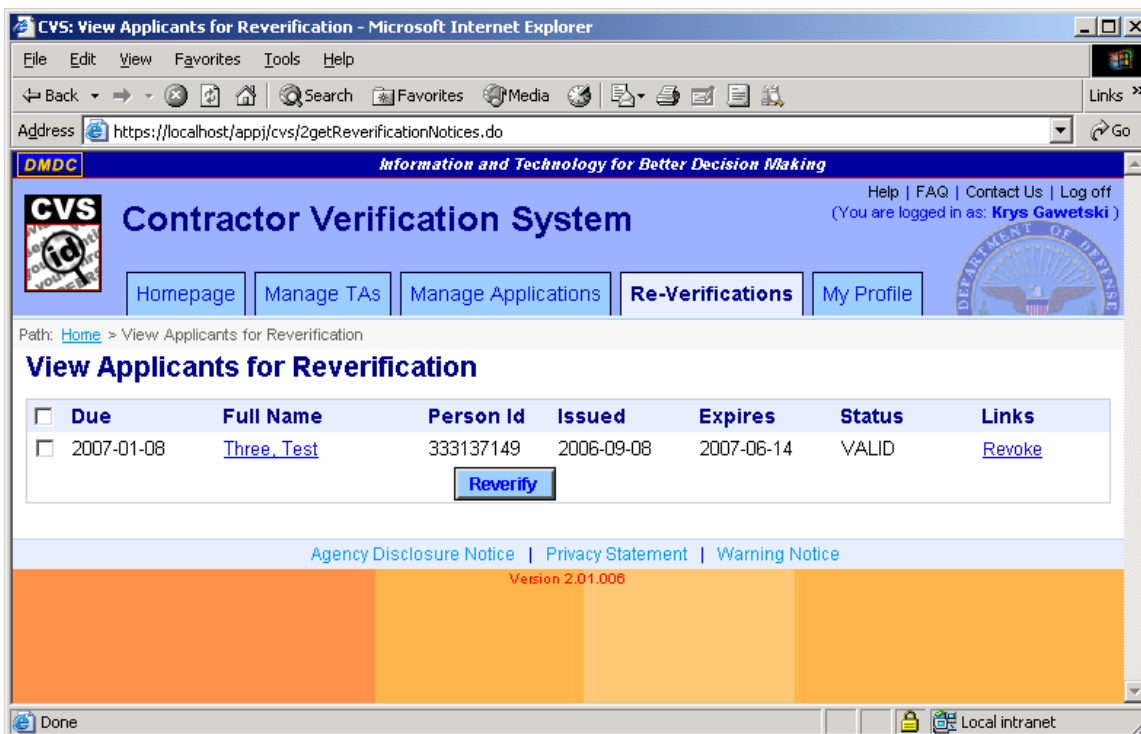 CVS: View Applicants for Reverification - Microsoft Internet Explorer
File Edit View Favorites Tools Help
Back Search Favorites Media Links »
Address https://localhost/appj/cvs/2getReverificationNotices.do Go
DMDC Information and Technology for Better Decision Making
Help | FAQ | Contact Us | Log off
(You are logged in as: Krys Gawetski )
CVS
id
Contractor Verification System
DEPARTMENT OF DEFENSE
Homepage Manage TAs Manage Applications Re-Verifications My Profile
Path: Home > View Applicants for Reverification
View Applicants for Reverification
Due Full Name Person Id Issued Expires Status Links
2007-01-08 Three, Test 333137149 2006-09-08 2007-06-14 VALID Revoke
Reverify
Agency Disclosure Notice | Privacy Statement | Warning Notice
Version 2.01.006
Done Local intranet